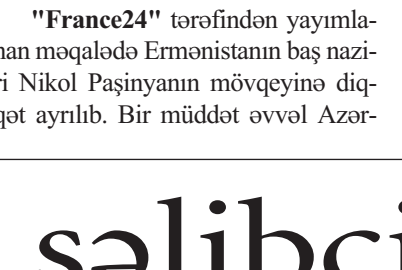 "France24" tərəfindən yayımla-
nan məqalədə Ermənistanın baş nazi-
ri Nikol Paşinyanın mövqeyinə diq-
qət ayrılıb. Bir müddət əvvəl Azər-
səlibçi